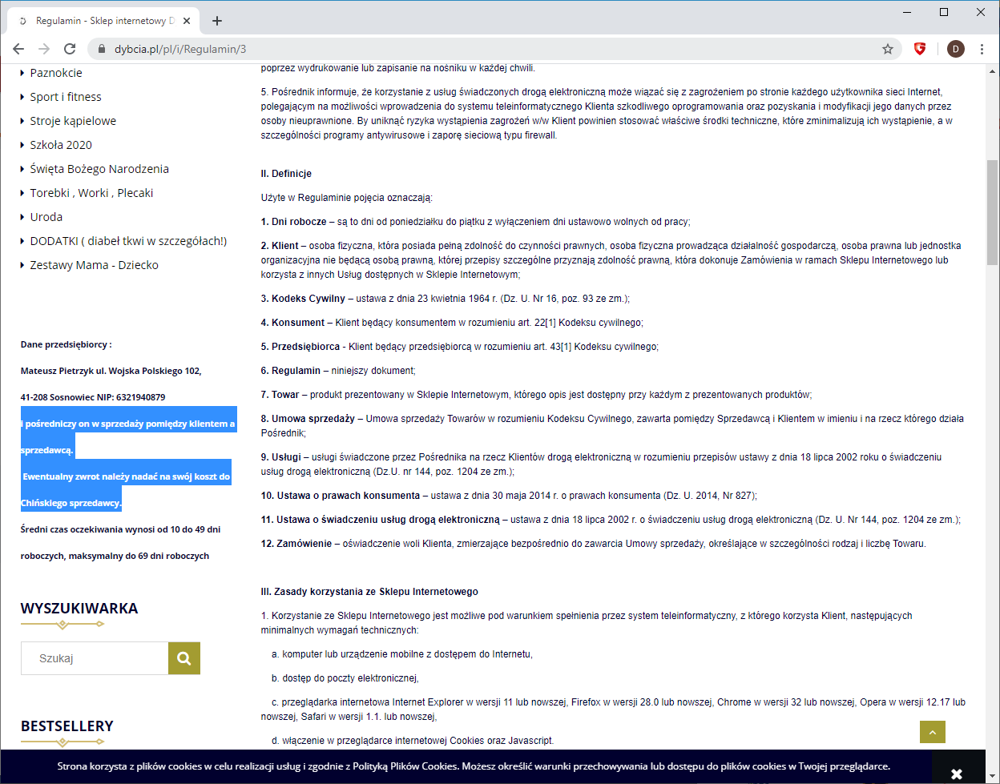 Regulamin - Sklep internetowy D
dybcia.pl/pl/i/Regulamin/3
D
Paznokcie
Sport i fitness
Stroje kąpielowe
Szkoła 2020
Święta Bożego Narodzenia
Torebki , Worki , Plecaki
Uroda
DODATKI ( diabeł tkwi w szczegółach!)
Zestawy Mama - Dziecko
Dane przedsiębiorcy :
Mateusz Pietrzyk ul. Wojska Polskiego 102,
41-208 Sosnowiec NIP: 6321940879
i pośredniczy on w sprzedaży pomiędzy klientem a
sprzedawcą.
Ewentualny zwrot należy nadać na swój koszt do
Chińskiego sprzedawcy.
Średni czas oczekiwania wynosi od 10 do 49 dni
roboczych, maksymalny do 69 dni roboczych
WYSZUKIWARKA
Szukaj
BESTSELLERY
poprzez wydrukowanie lub zapisanie na nośniku w każdej chwili.
5. Pośrednik informuje, że korzystanie z usług świadczonych drogą elektroniczną może wiązać się z zagrożeniem po stronie każdego użytkownika sieci Internet,
polegającym na możliwości wprowadzenia do systemu teleinformatycznego Klienta szkodliwego oprogramowania oraz pozyskania i modyfikacji jego danych przez
osoby nieuprawnione. By uniknąć ryzyka wystąpienia zagrożeń w/w Klient powinien stosować właściwe środki techniczne, które zminimalizują ich wystąpienie, a w
szczególności programy antywirusowe i zaporę sieciową typu firewall.
II. Definicje
Użyte w Regulaminie pojęcia oznaczają:
1. Dni robocze – są to dni od poniedziałku do piątku z wyłączeniem dni ustawowo wolnych od pracy;
2. Klient – osoba fizyczna, która posiada pełną zdolność do czynności prawnych, osoba fizyczna prowadząca działalność gospodarczą, osoba prawna lub jednostka
organizacyjna nie będącą osobą prawną, której przepisy szczególne przyznają zdolność prawną, która dokonuje Zamówienia w ramach Sklepu Internetowego lub
korzysta z innych Usług dostępnych w Sklepie Internetowym;
3. Kodeks Cywilny – ustawa z dnia 23 kwietnia 1964 r. (Dz. U. Nr 16, poz. 93 ze zm.);
4. Konsument – Klient będący konsumentem w rozumieniu art. 22[1] Kodeksu cywilnego;
5. Przedsiębiorca - Klient będący przedsiębiorcą w rozumieniu art. 43[1] Kodeksu cywilnego;
6. Regulamin – niniejszy dokument;
7. Towar – produkt prezentowany w Sklepie Internetowym, którego opis jest dostępny przy każdym z prezentowanych produktów;
8. Umowa sprzedaży – Umowa sprzedaży Towarów w rozumieniu Kodeksu Cywilnego, zawarta pomiędzy Sprzedawcą i Klientem w imieniu i na rzecz którego działa
Pośrednik;
9. Usługi – usługi świadczone przez Pośrednika na rzecz Klientów drogą elektroniczną w rozumieniu przepisów ustawy z dnia 18 lipca 2002 roku o świadczeniu
usług drogą elektroniczną (Dz.U. nr 144, poz. 1204 ze zm.);
10. Ustawa o prawach konsumenta – ustawa z dnia 30 maja 2014 r. o prawach konsumenta (Dz. U. 2014, Nr 827);
11. Ustawa o świadczeniu usług drogą elektroniczną – ustawa z dnia 18 lipca 2002 r. o świadczeniu usług drogą elektroniczną (Dz. U. Nr 144, poz. 1204 ze zm.);
12. Zamówienie – oświadczenie woli Klienta, zmierzające bezpośrednio do zawarcia Umowy sprzedaży, określające w szczególności rodzaj i liczbę Towaru.
III. Zasady korzystania ze Sklepu Internetowego
1. Korzystanie ze Sklepu Internetowego jest możliwe pod warunkiem spełnienia przez system teleinformatyczny, z którego korzysta Klient, następujących
minimalnych wymagań technicznych:
a. komputer lub urządzenie mobilne z dostępem do Internetu,
b. dostęp do poczty elektronicznej,
c. przeglądarka internetowa Internet Explorer w wersji 11 lub nowszej, Firefox w wersji 28.0 lub nowszej, Chrome w wersji 32 lub nowszej, Opera w wersji 12.17 lub
nowszej, Safari w wersji 1.1. lub nowszej,
d. włączenie w przeglądarce internetowej Cookies oraz Javascript.
Strona korzysta z plików cookies w celu realizacji usług i zgodnie z Polityką Plików Cookies. Możesz określić warunki przechowywania lub dostępu do plików cookies w Twojej przeglądarce.